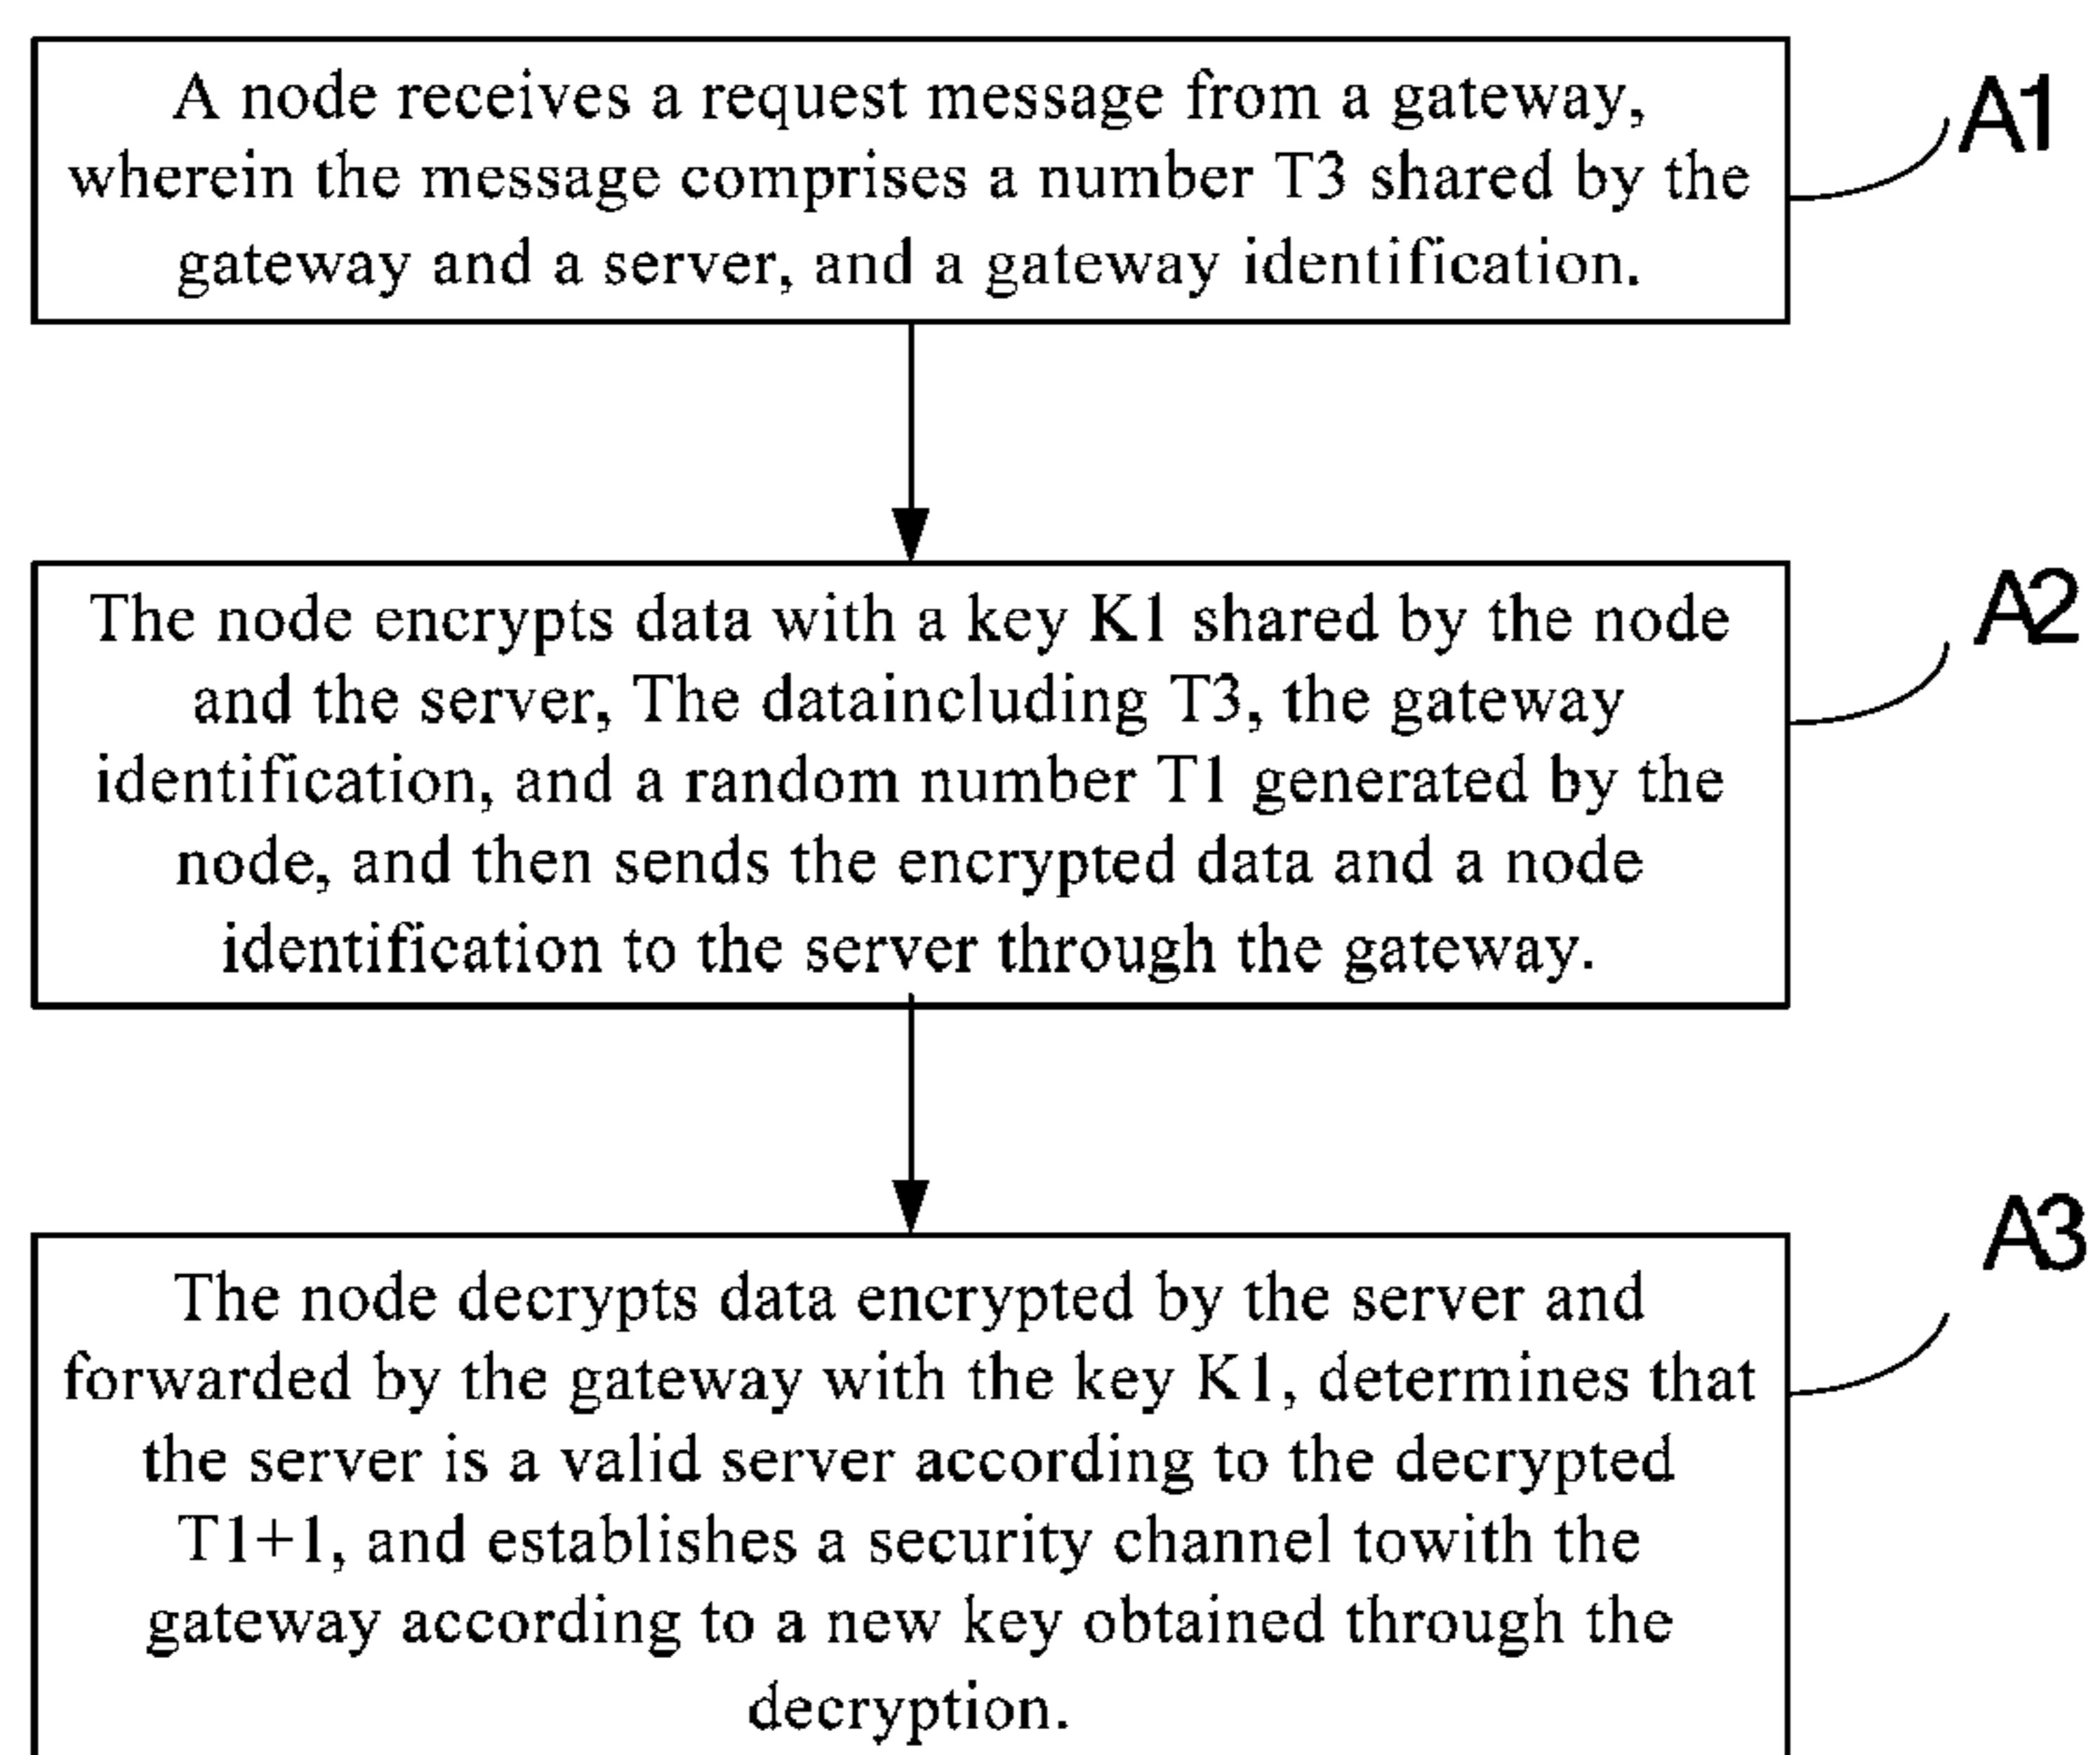 A node receives a request message from a gateway,
wherein the message comprises a number T3 shared by the
gateway and a server, and a gateway identification.
A1
The node encrypts data with a key K1 shared by the node
and the server, The dataincluding T3, the gateway
identification, and a random number T1 generated by the
node, and then sends the encrypted data and a node
identification to the server through the gateway.
A2
The node decrypts data encrypted by the server and
forwarded by the gateway with the key K1, determines that
the server is a valid server according to the decrypted
T1+1, and establishes a security channel towith the
gateway according to a new key obtained through the
decryption.
A3